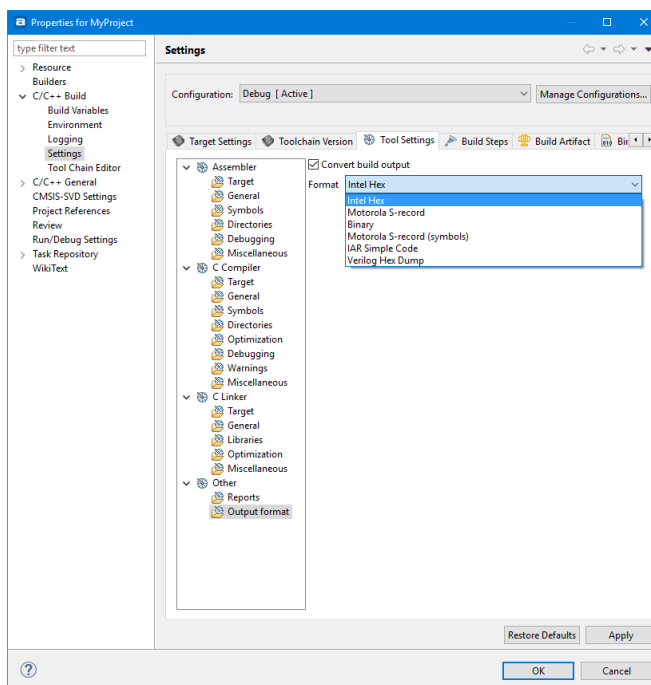 Properties for MyProject
type filter text
Resource
Builders
C/C++ Build
Build Variables
Environment
Logging
Settings
Tool Chain Editor
C/C++ General
CMSIS-SVD Settings
Project References
Review
Run/Debug Settings
Task Repository
WikiText
Settings
Configuration: Debug [ Active ] Manage Configurations...
Target Settings Toolchain Version Tool Settings Build Steps Build Artifact Bir
Assembler
Target
General
Symbols
Directories
Debugging
Miscellaneous
C Compiler
Target
General
Symbols
Directories
Optimization
Debugging
Warnings
Miscellaneous
C Linker
Target
General
Libraries
Optimization
Miscellaneous
Other
Reports
Output format
Convert build output
Format Intel Hex
Intel Hex
Motorola S-record
Binary
Motorola S-record (symbols)
IAR Simple Code
Verilog Hex Dump
Restore Defaults Apply
OK Cancel